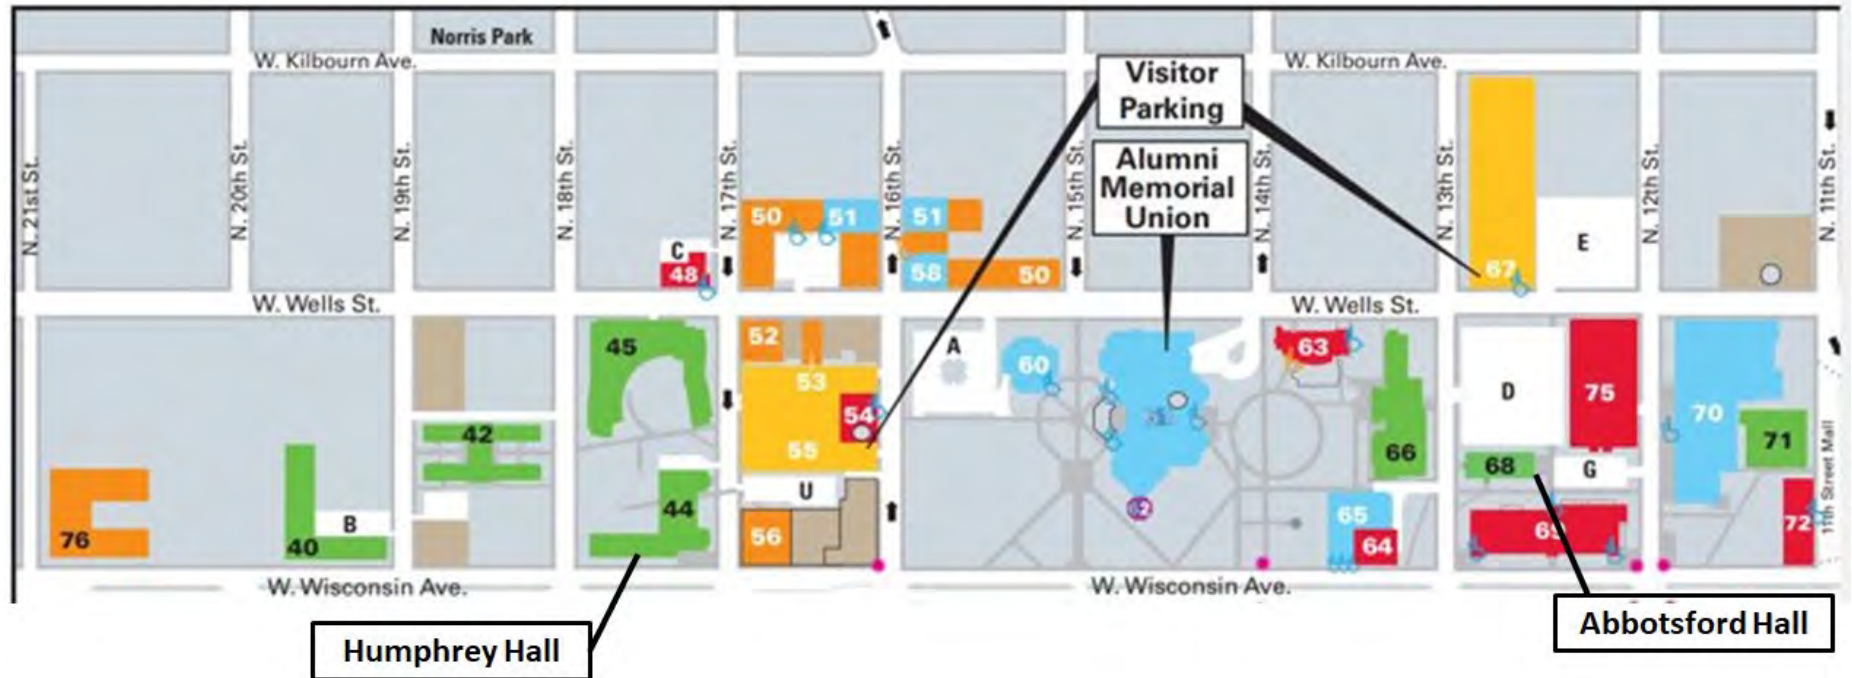 Norris Park
W. Kilbourn Ave.
W. Kilbourn Ave.
Visitor
Parking
Alumni
Memorial
Union
N. 21st St.
N. 20th St.
N. 19th St.
N. 18th St.
N. 17th St.
N. 16th St.
N. 15th St.
N. 14th St.
N. 13th St.
N. 12th St.
N. 11th St.
50
51
51
C
48
58
50
67
E
W. Wells St.
W. Wells St.
45
52
53
54
55
A
60
63
66
D
75
70
71
42
68
G
76
B
40
44
U
56
65
64
69
72
11th Street Mall
W. Wisconsin Ave.
W. Wisconsin Ave.
Humphrey Hall
Abbotsford Hall